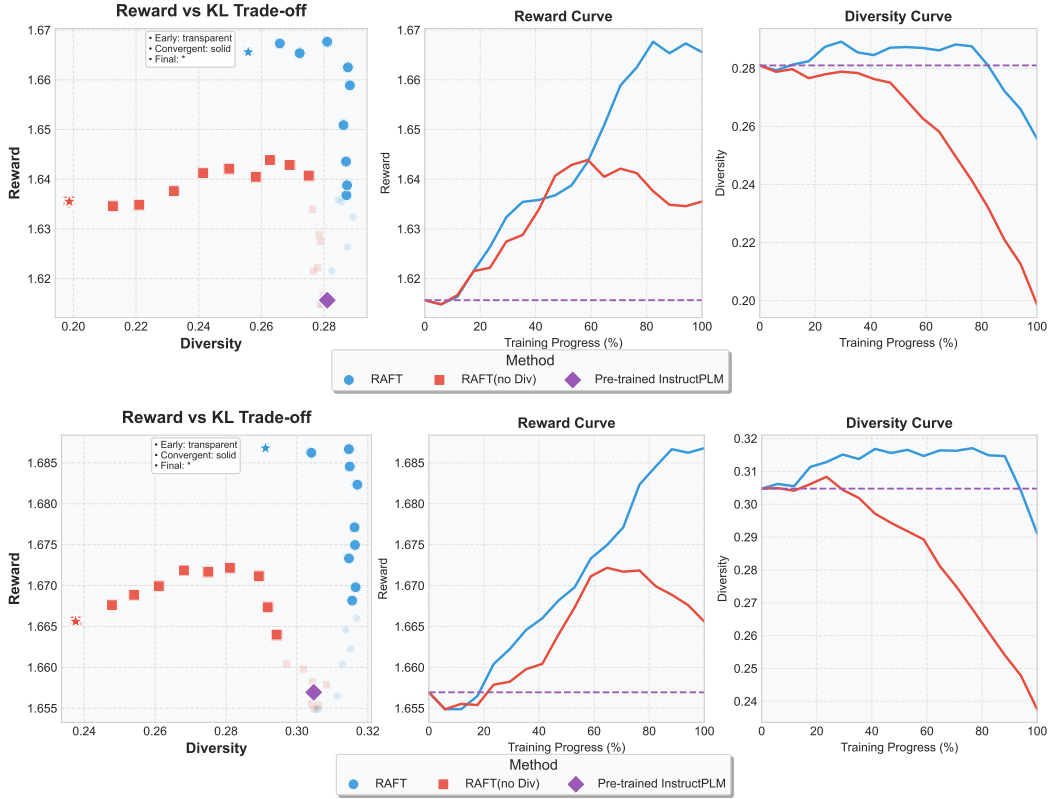 Reward vs KL Trade-off
Reward Curve
Diversity Curve
• Early: transparent
• Convergent: solid
• Final: *
1.67
1.66
1.65
1.64
1.63
1.62
Reward
0.20
0.22
0.24
0.26
0.28
Diversity
1.67
1.66
1.65
1.64
1.63
1.62
Reward
0
20
40
60
80
100
Training Progress (%)
0.28
0.26
0.24
0.22
0.20
Diversity
0
20
40
60
80
100
Training Progress (%)
Method
RAFT
RAFT(no Div)
Pre-trained InstructPLM
Reward vs KL Trade-off
Reward Curve
Diversity Curve
• Early: transparent
• Convergent: solid
• Final: *
1.685
1.680
1.675
1.670
1.665
1.660
1.655
Reward
0.24
0.26
0.28
0.30
0.32
Diversity
1.685
1.680
1.675
1.670
1.665
1.660
1.655
Reward
0
20
40
60
80
100
Training Progress (%)
0.32
0.31
0.30
0.29
0.28
0.27
0.26
0.25
0.24
Diversity
0
20
40
60
80
100
Training Progress (%)
Method
RAFT
RAFT(no Div)
Pre-trained InstructPLM